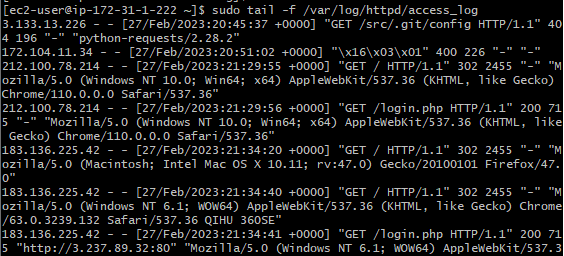 [ec2-user@ip-172-31-1-222 ~]$ sudo tail -f /var/log/httpd/access_log
3.133.13.226 - - [27/Feb/2023:20:45:37 +0000] "GET /src/.git/config HTTP/1.1" 40
4 196 "-" "python-requests/2.28.2"
172.104.11.34 - - [27/Feb/2023:20:51:02 +0000] "\x16\x03\x01" 400 226 "-" "-"
212.100.78.214 - - [27/Feb/2023:21:29:55 +0000] "GET / HTTP/1.1" 302 2455 "-" "M
ozilla/5.0 (Windows NT 10.0; Win64; x64) AppleWebKit/537.36 (KHTML, like Gecko)
Chrome/110.0.0.0 Safari/537.36"
212.100.78.214 - - [27/Feb/2023:21:29:56 +0000] "GET /login.php HTTP/1.1" 200 71
5 "-" "Mozilla/5.0 (Windows NT 10.0; Win64; x64) AppleWebKit/537.36 (KHTML, like
 Gecko) Chrome/110.0.0.0 Safari/537.36"
183.136.225.42 - - [27/Feb/2023:21:34:20 +0000] "GET / HTTP/1.1" 302 2455 "-" "M
ozilla/5.0 (Macintosh; Intel Mac OS X 10.11; rv:47.0) Gecko/20100101 Firefox/47.
0"
183.136.225.42 - - [27/Feb/2023:21:34:40 +0000] "GET / HTTP/1.1" 302 2455 "-" "M
ozilla/5.0 (Windows NT 6.1; WOW64) AppleWebKit/537.36 (KHTML, like Gecko) Chrome
/63.0.3239.132 Safari/537.36 QIHU 360SE"
183.136.225.42 - - [27/Feb/2023:21:34:41 +0000] "GET /login.php HTTP/1.1" 200 71
5 "http://3.237.89.32:80" "Mozilla/5.0 (Windows NT 6.1; WOW64) AppleWebKit/537.3